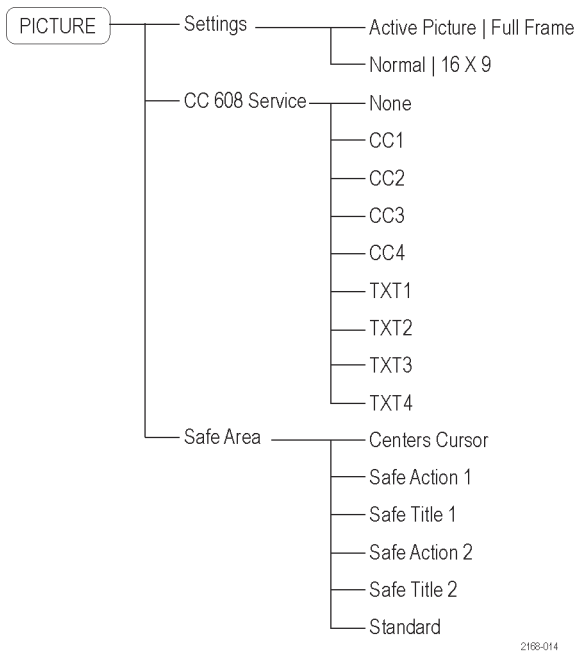 PICTURE
Settings
Active Picture | Full Frame
Normal | 16 X 9
CC 608 Service
None
CC1
CC2
CC3
CC4
TXT1
TXT2
TXT3
TXT4
Safe Area
Centers Cursor
Safe Action 1
Safe Title 1
Safe Action 2
Safe Title 2
Standard
2168-014